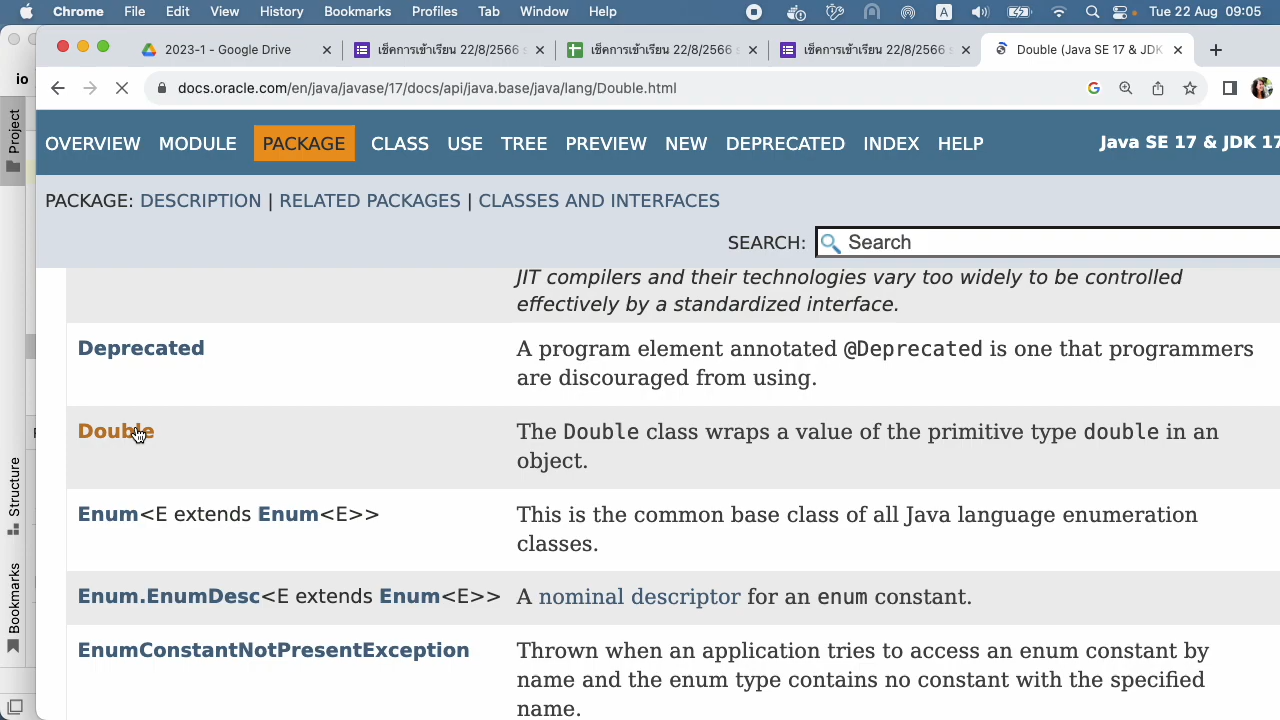 Chrome File Edit View History Bookmarks Profiles Tab Window Help A Tue 22 Aug 09:05
2023-1 - Google Drive
เช็คการเข้าเรียน 22/8/2566
เช็คการเข้าเรียน 22/8/2566
เช็คการเข้าเรียน 22/8/2566
Double (Java SE 17 & JDK
docs.oracle.com/en/java/javase/17/docs/api/java.base/java/lang/Double.html
io
Project
Structure
Bookmarks
OVERVIEW MODULE PACKAGE CLASS USE TREE PREVIEW NEW DEPRECATED INDEX HELP
Java SE 17 & JDK 17
PACKAGE: DESCRIPTION | RELATED PACKAGES | CLASSES AND INTERFACES
SEARCH: Search
JIT compilers and their technologies vary too widely to be controlled
effectively by a standardized interface.
Deprecated
A program element annotated @Deprecated is one that programmers
are discouraged from using.
Double
The Double class wraps a value of the primitive type double in an
object.
Enum<E extends Enum<E>>
This is the common base class of all Java language enumeration
classes.
Enum.EnumDesc<E extends Enum<E>>
A nominal descriptor for an enum constant.
EnumConstantNotPresentException
Thrown when an application tries to access an enum constant by
name and the enum type contains no constant with the specified
name.